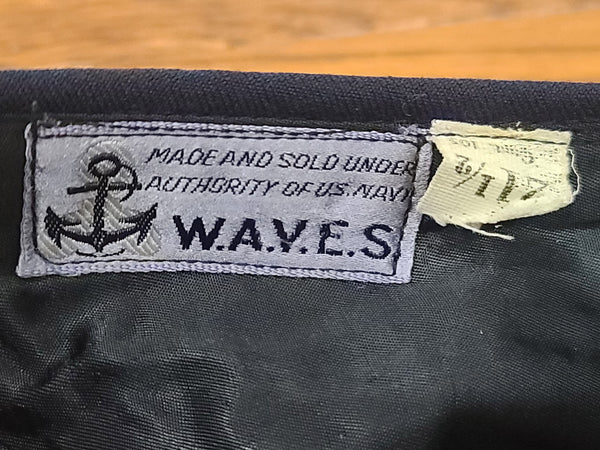 MADE AND SOLD UNDER
AUTHORITY OF US. NAVY
W.A.V.E.S.